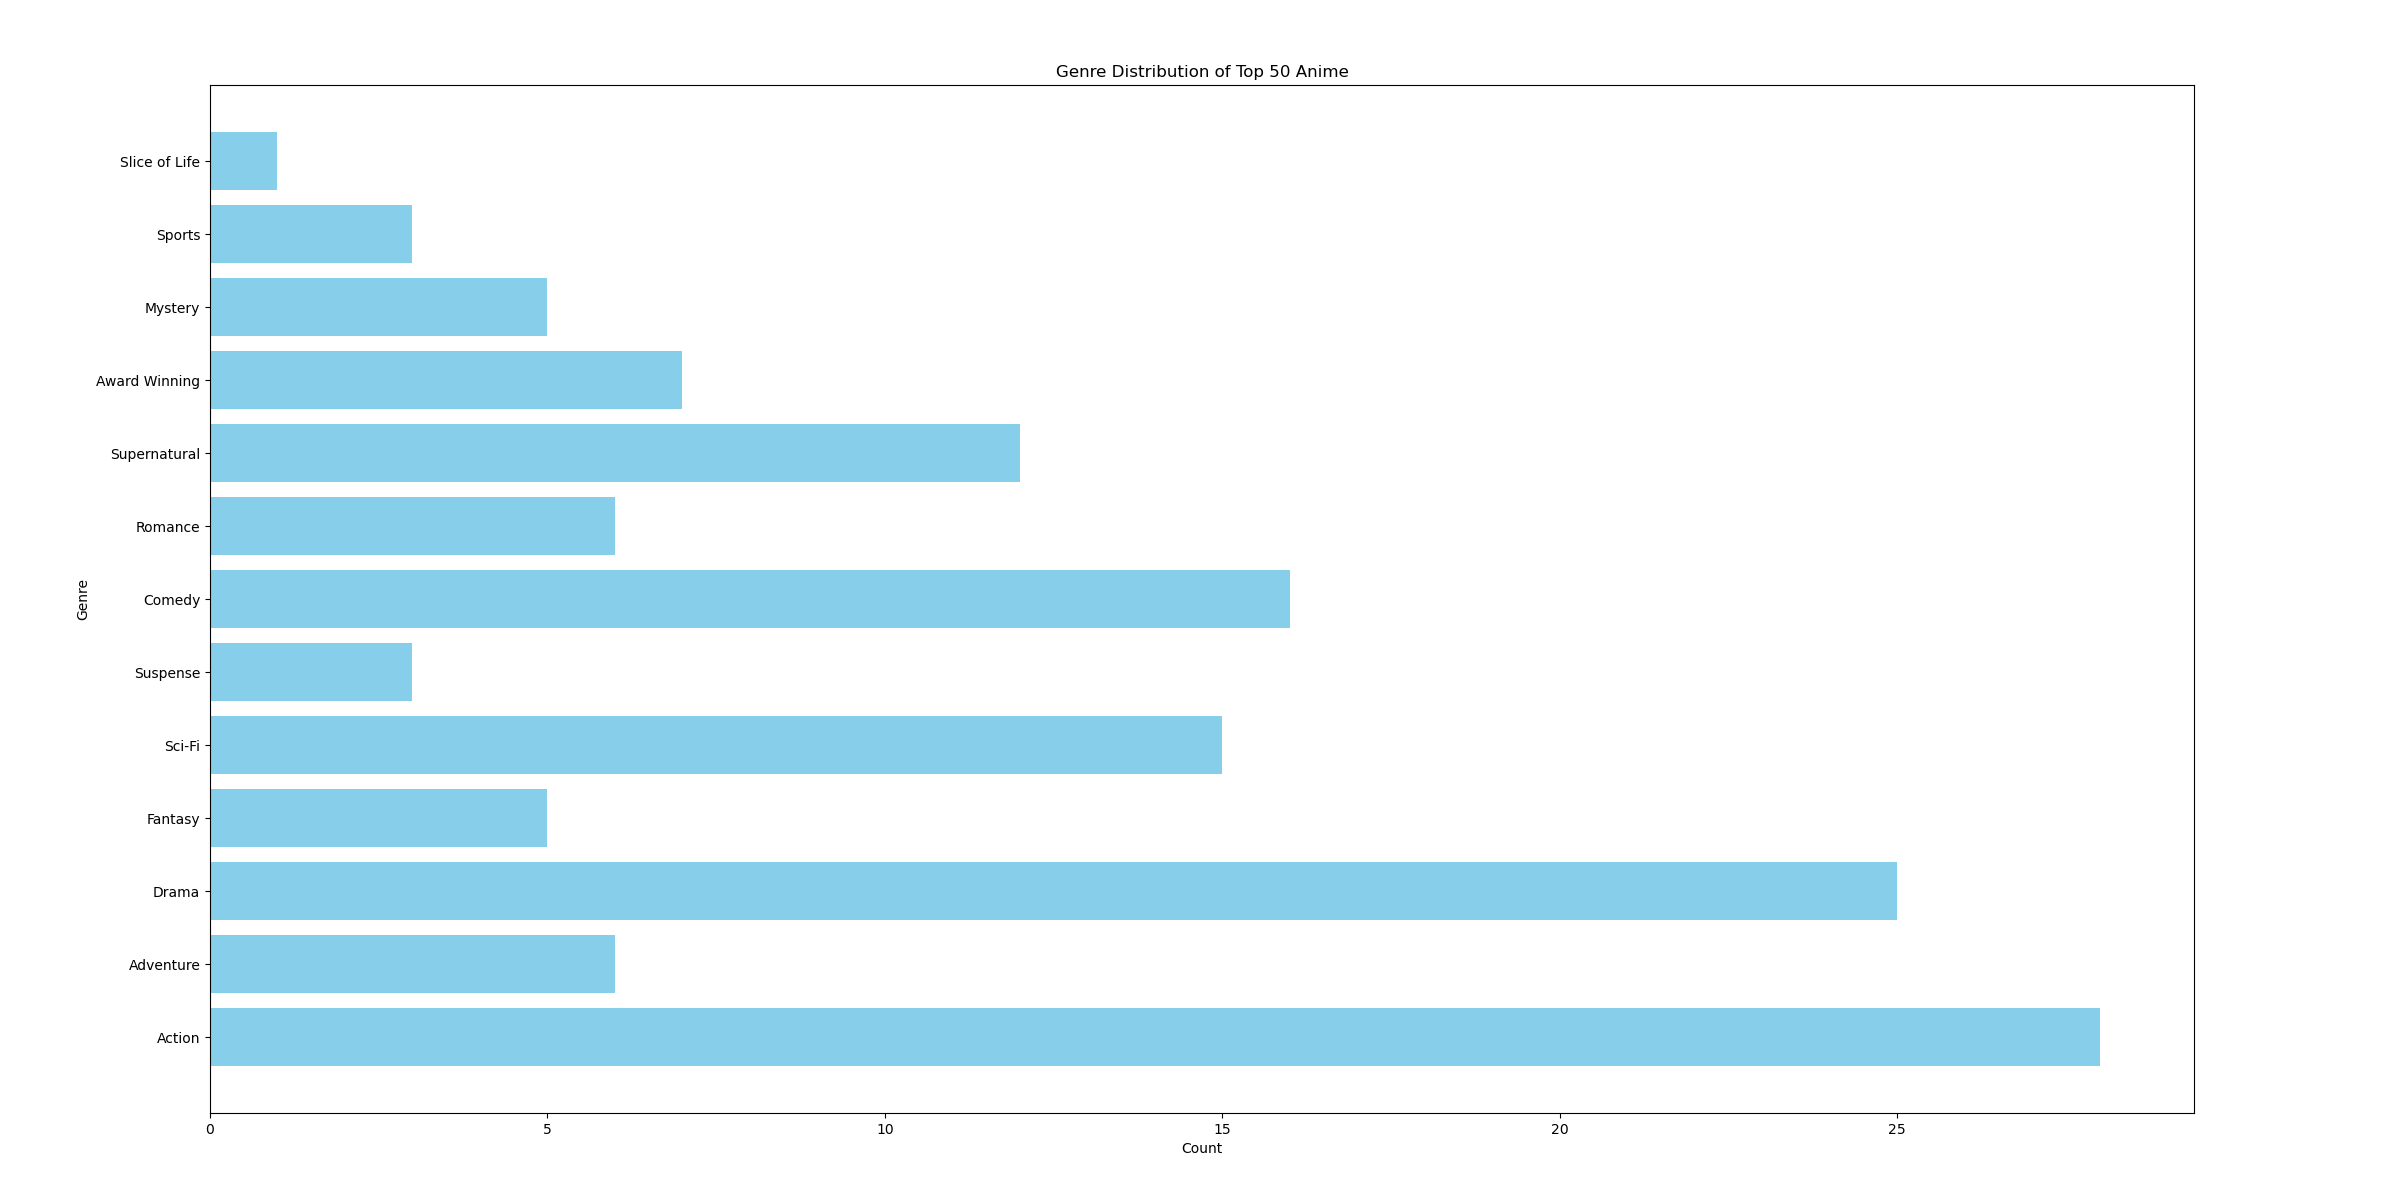 Genre Distribution of Top 50 Anime
Genre
Slice of Life
Sports
Mystery
Award Winning
Supernatural
Romance
Comedy
Suspense
Sci-Fi
Fantasy
Drama
Adventure
Action
0 5 10 15 20 25
Count